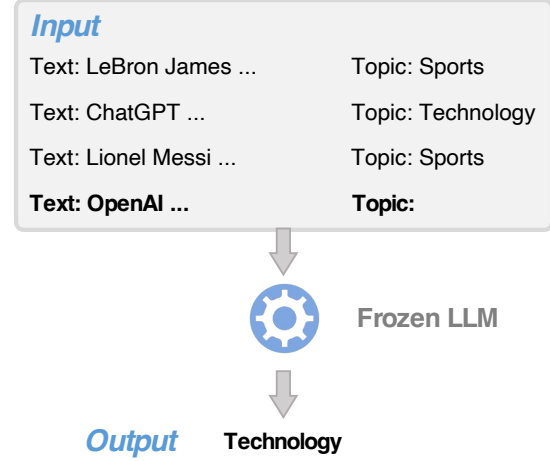 Input
Text: LeBron James ... Topic: Sports
Text: ChatGPT ... Topic: Technology
Text: Lionel Messi ... Topic: Sports
Text: OpenAI ... Topic:
Frozen LLM
Output Technology